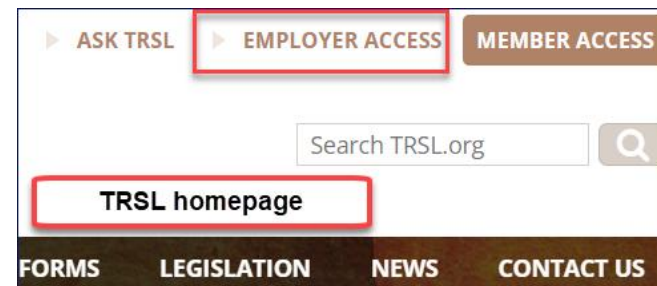 ASK TRSL EMPLOYER ACCESS MEMBER ACCESS
Search TRSL.org
TRSL homepage
FORMS LEGISLATION NEWS CONTACT US